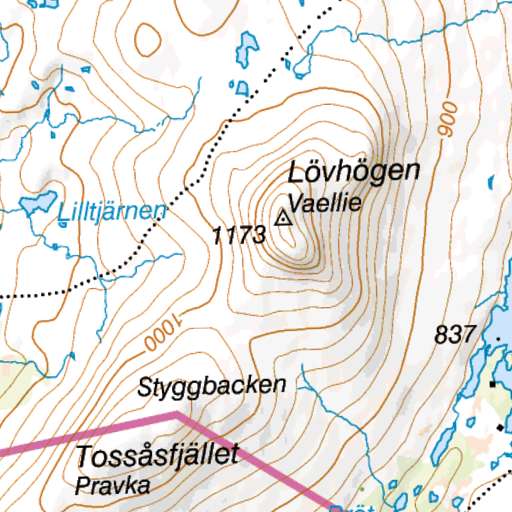 900
Lövhögen
Vaellie
Lilltjärnen
1173
1000
837
Styggbacken
Tossåsfjället
Pravka